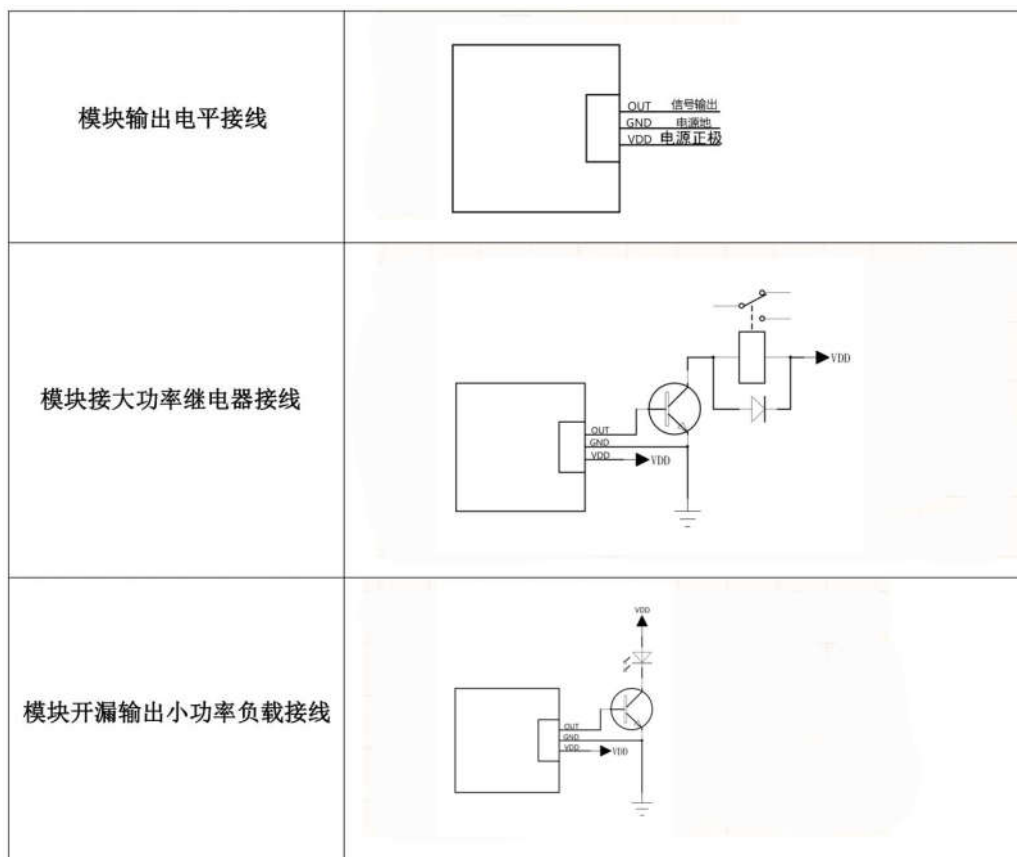 模块输出电平接线
OUT 信号输出
GND 电源地
VDD 电源正极
模块接大功率继电器接线
VDD
OUT
GND
VDD
VDD
模块开漏输出小功率负载接线
VDD
OUT
GND
VDD
VDD